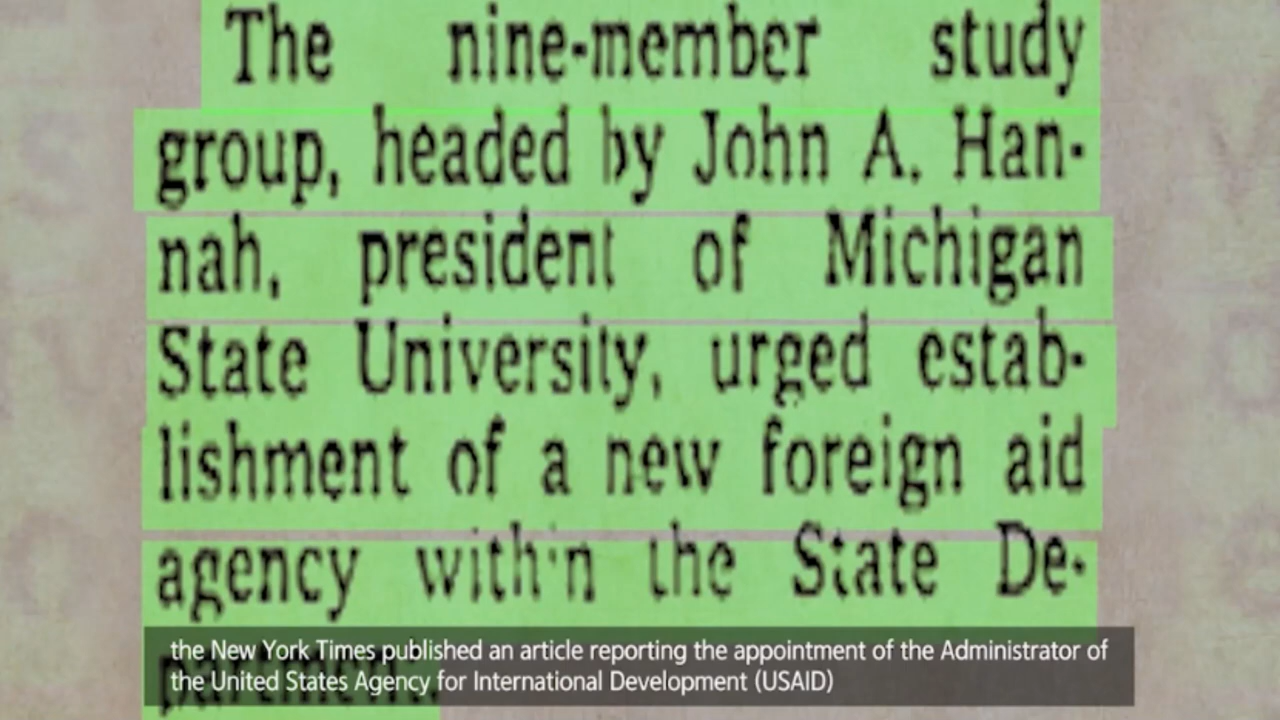 The nine-member study
group, headed by John A. Han-
nah, president of Michigan
State University, urged estab-
lishment of a new foreign aid
agency within the State De-
the New York Times published an article reporting the appointment of the Administrator of
the United States Agency for International Development (USAID)